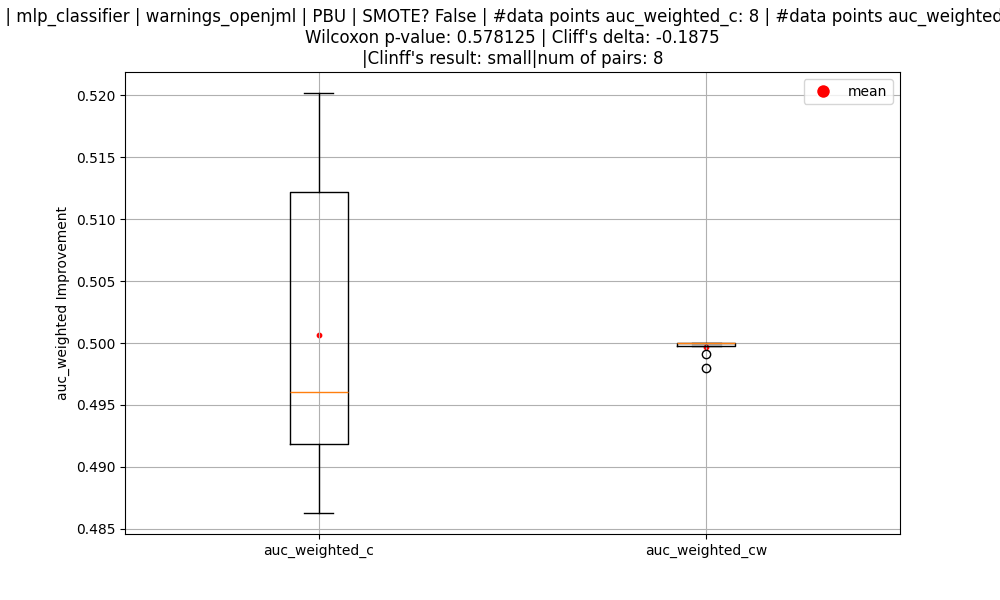 | mlp_classifier | warnings_openjml | PBU | SMOTE? False | #data points auc_weighted_c: 8 | #data points auc_weighted
Wilcoxon p-value: 0.578125 | Cliff's delta: -0.1875
|Clinff's result: small|num of pairs: 8
mean
0.520
0.515
0.510
0.505
0.500
0.495
0.490
0.485
auc_weighted Improvement
auc_weighted_c
auc_weighted_cw